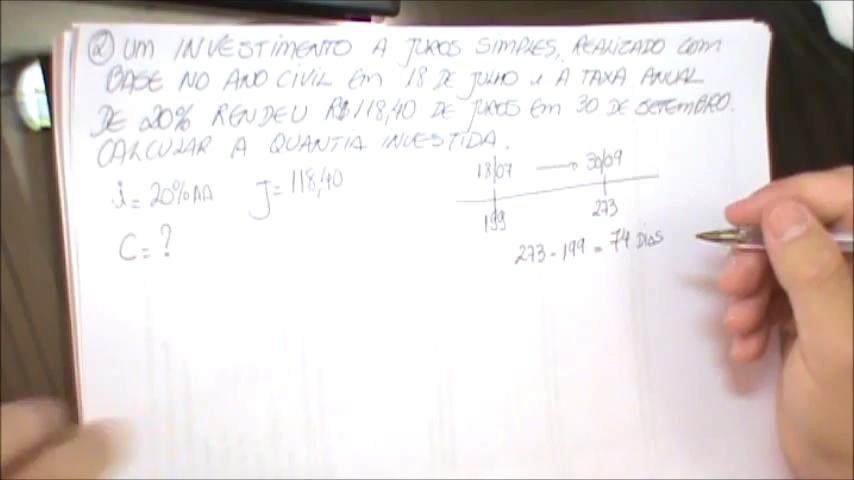 2 UM INVESTIMENTO A JUROS SIMPLES, REALIZADO COM
BASE NO ANO CIVIL EM 18 DE JULHO e A TAXA ANUAL
DE 20% RENDEU R$118,40 DE JUROS EM 30 DE SETEMBRO.
CALCULAR A QUANTIA INVESTIDA.
18/07 → 30/09
i = 20% AA J = 118,40
199 273
C = ?
273 - 199 = 74 DIAS